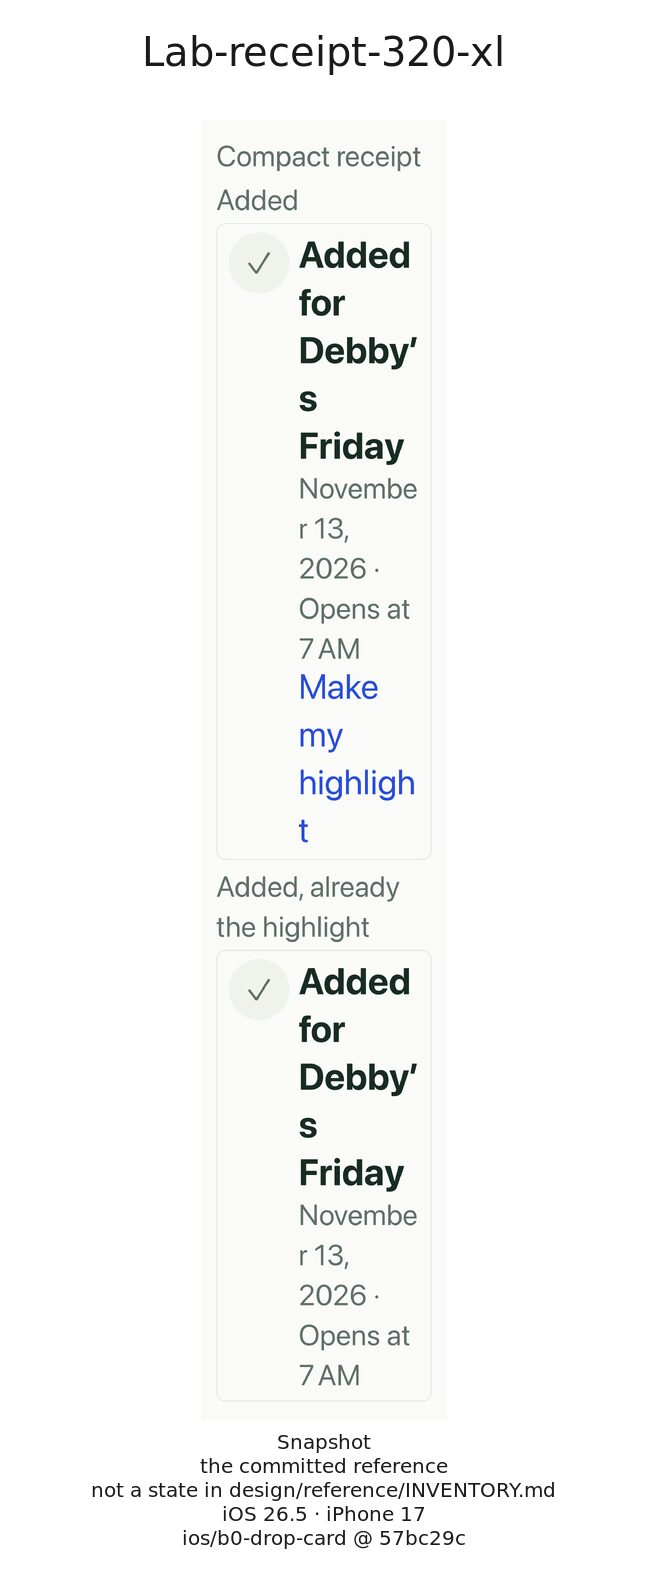 Lab-receipt-320-xl
Compact receipt
Added
Added
for
Debby’
s
Friday
Novembe
r 13,
2026 ·
Opens at
7 AM
Make
my
highligh
t
Added, already
the highlight
Added
for
Debby’
s
Friday
Novembe
r 13,
2026 ·
Opens at
7 AM
Snapshot
the committed reference
not a state in design/reference/INVENTORY.md
iOS 26.5 · iPhone 17
ios/b0-drop-card @ 57bc29c